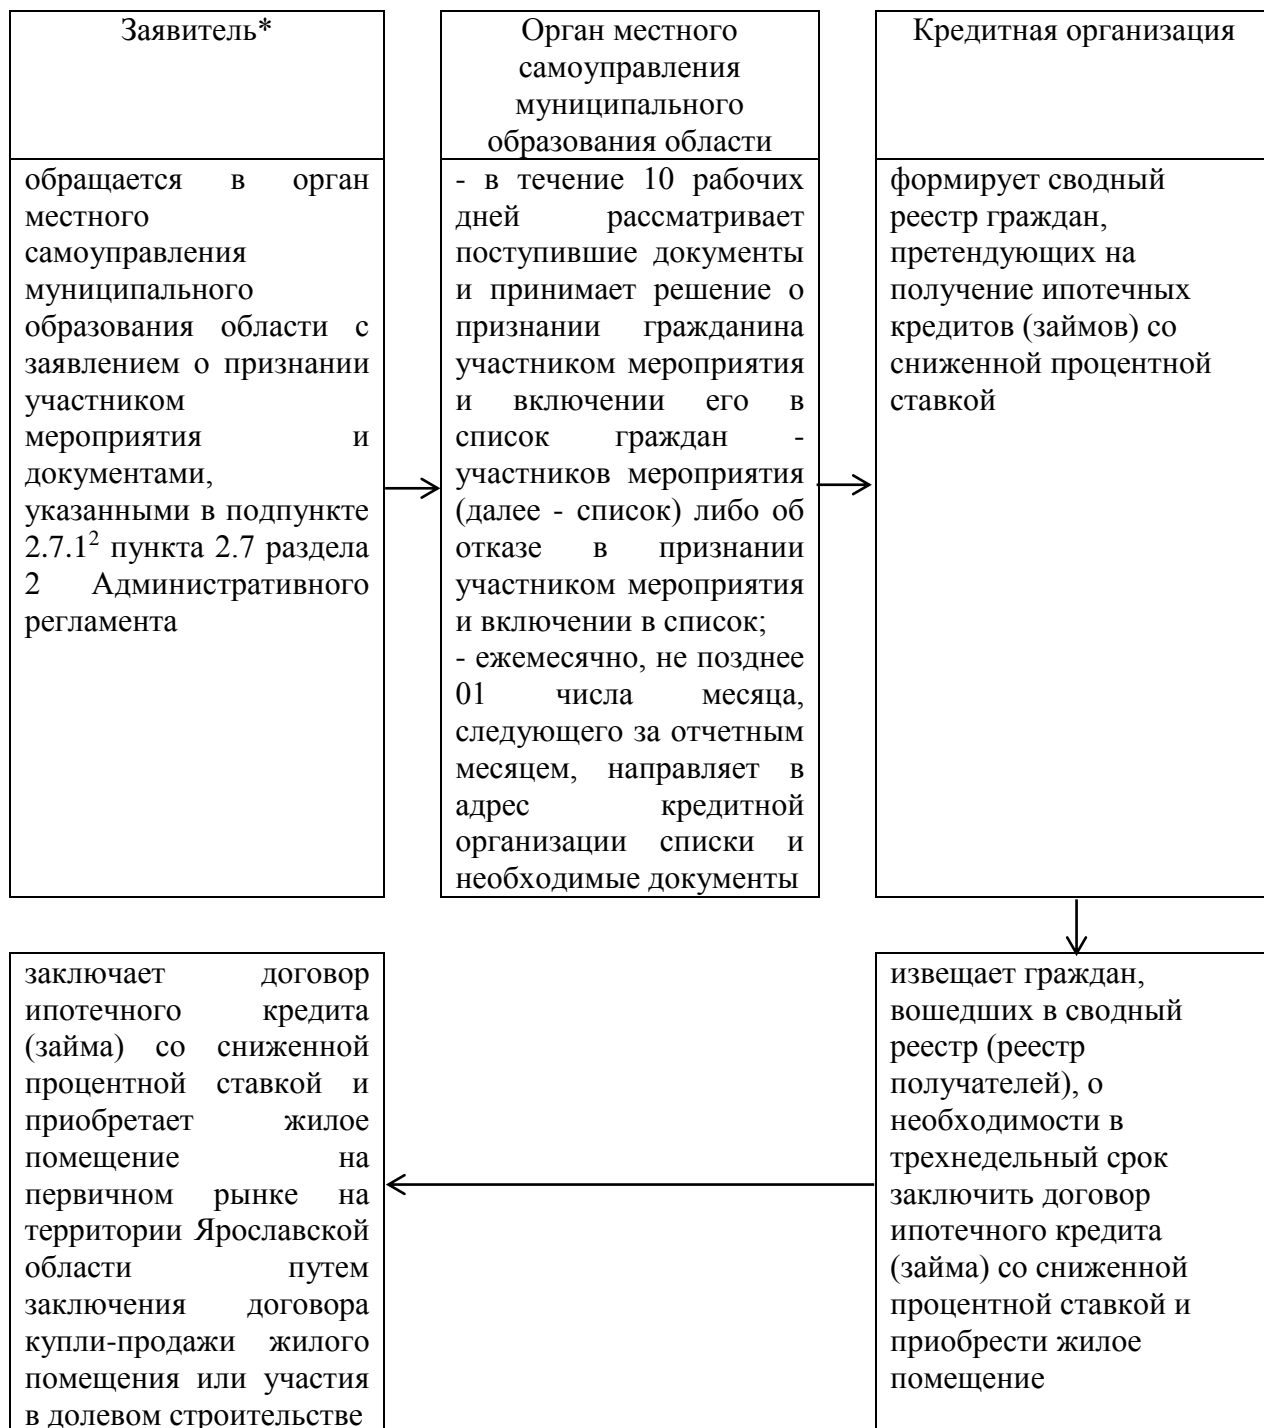 Заявитель*
Орган местного
самоуправления
муниципального
образования области
Кредитная организация
обращается в орган
местного
самоуправления
муниципального
образования области с
заявлением о признании
участником
мероприятия и
документами,
указанными в подпункте
2.7.1² пункта 2.7 раздела
2 Административного
регламента
- в течение 10 рабочих
дней рассматривает
поступившие документы
и принимает решение о
признании гражданина
участником мероприятия
и включении его в
список граждан -
участников мероприятия
(далее - список) либо об
отказе в признании
участником мероприятия
и включении в список;
- ежемесячно, не позднее
01 числа месяца,
следующего за отчетным
месяцем, направляет в
адрес кредитной
организации списки и
необходимые документы
формирует сводный
реестр граждан,
претендующих на
получение ипотечных
кредитов (займов) со
сниженной процентной
ставкой
извещает граждан,
вошедших в сводный
реестр (реестр
получателей), о
необходимости в
трехнедельный срок
заключить договор
ипотечного кредита
(займа) со сниженной
процентной ставкой и
приобрести жилое
помещение
заключает договор
ипотечного кредита
(займа) со сниженной
процентной ставкой и
приобретает жилое
помещение на
первичном рынке на
территории Ярославской
области путем
заключения договора
купли-продажи жилого
помещения или участия
в долевом строительстве